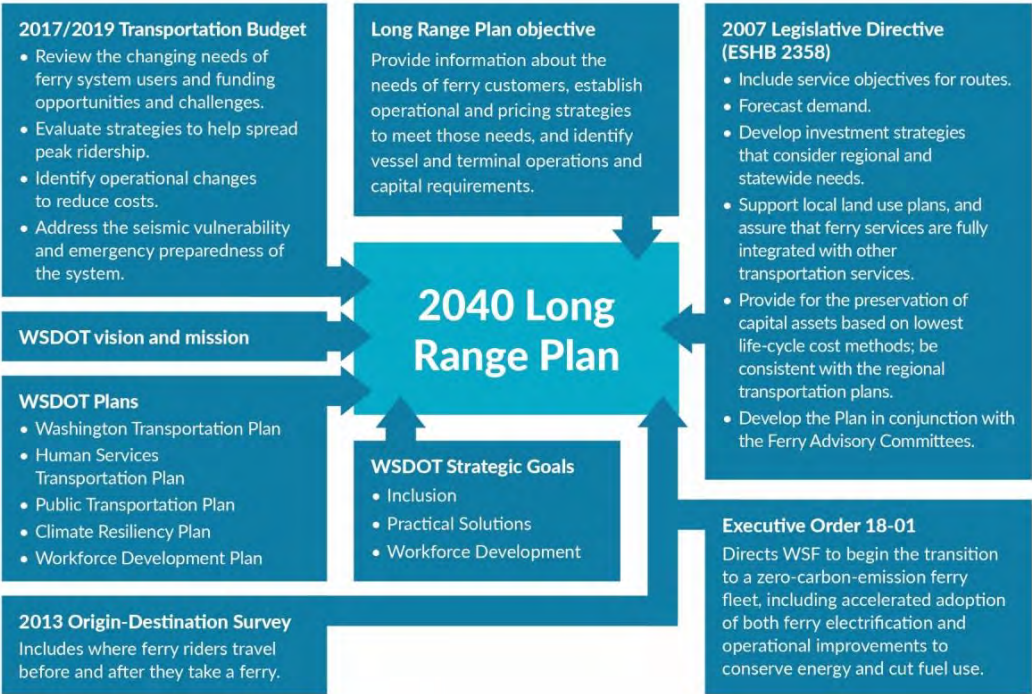 2017/2019 Transportation Budget
• Review the changing needs of
ferry system users and funding
opportunities and challenges.
• Evaluate strategies to help spread
peak ridership.
• Identify operational changes
to reduce costs.
• Address the seismic vulnerability
and emergency preparedness of
the system.
Long Range Plan objective
Provide information about the
needs of ferry customers, establish
operational and pricing strategies
to meet those needs, and identify
vessel and terminal operations and
capital requirements.
2007 Legislative Directive
(ESHB 2358)
• Include service objectives for routes.
• Forecast demand.
• Develop investment strategies
that consider regional and
statewide needs.
• Support local land use plans, and
assure that ferry services are fully
integrated with other
transportation services.
• Provide for the preservation of
capital assets based on lowest
life-cycle cost methods; be
consistent with the regional
transportation plans.
• Develop the Plan in conjunction with
the Ferry Advisory Committees.
2040 Long
Range Plan
WSDOT vision and mission
WSDOT Plans
• Washington Transportation Plan
• Human Services
Transportation Plan
• Public Transportation Plan
• Climate Resiliency Plan
• Workforce Development Plan
WSDOT Strategic Goals
• Inclusion
• Practical Solutions
• Workforce Development
Executive Order 18-01
Directs WSF to begin the transition
to a zero-carbon-emission ferry
fleet, including accelerated adoption
of both ferry electrification and
operational improvements to
conserve energy and cut fuel use.
2013 Origin-Destination Survey
Includes where ferry riders travel
before and after they take a ferry.